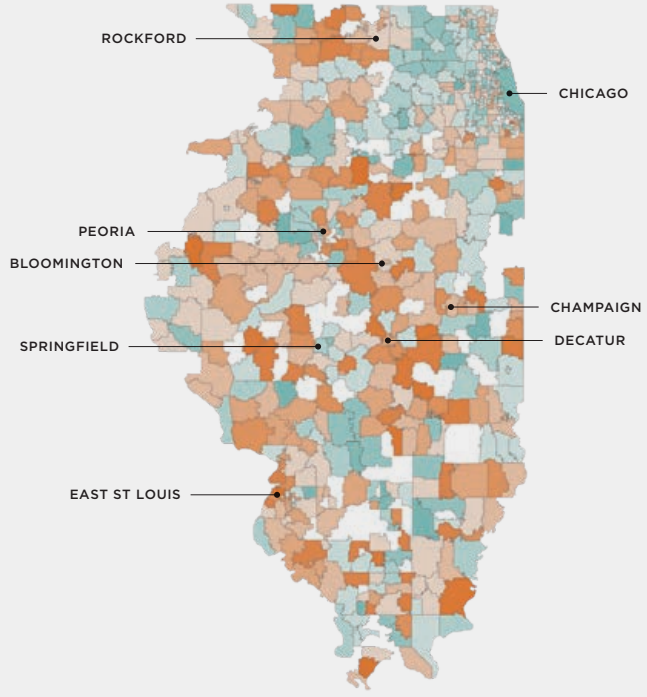 ROCKFORD
CHICAGO
PEORIA
BLOOMINGTON
CHAMPAIGN
DECATUR
SPRINGFIELD
EAST ST LOUIS